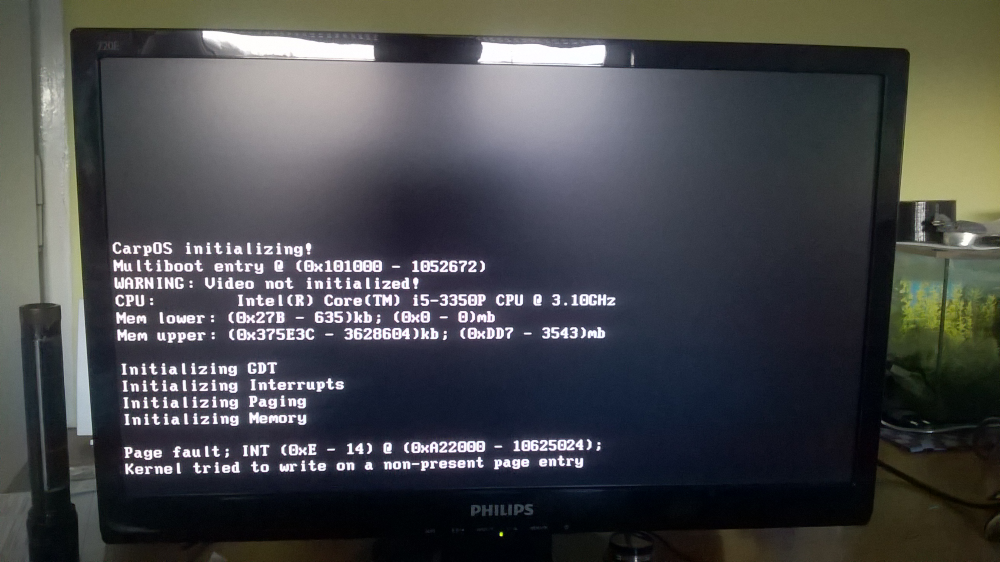 220E
CarpOS initializing!
Multiboot entry @ (0x101000 - 1052672)
WARNING: Video not initialized!
CPU: Intel(R) Core(TM) i5-3350P CPU @ 3.10GHz
Mem lower: (0x27B - 635)kb; (0x0 - 0)mb
Mem upper: (0x375E3C - 3628604)kb; (0xDD7 - 3543)mb
Initializing GDT
Initializing Interrupts
Initializing Paging
Initializing Memory
Page fault; INT (0xE - 14) @ (0xA22000 - 10625024);
Kernel tried to write on a non-present page entry
PHILIPS